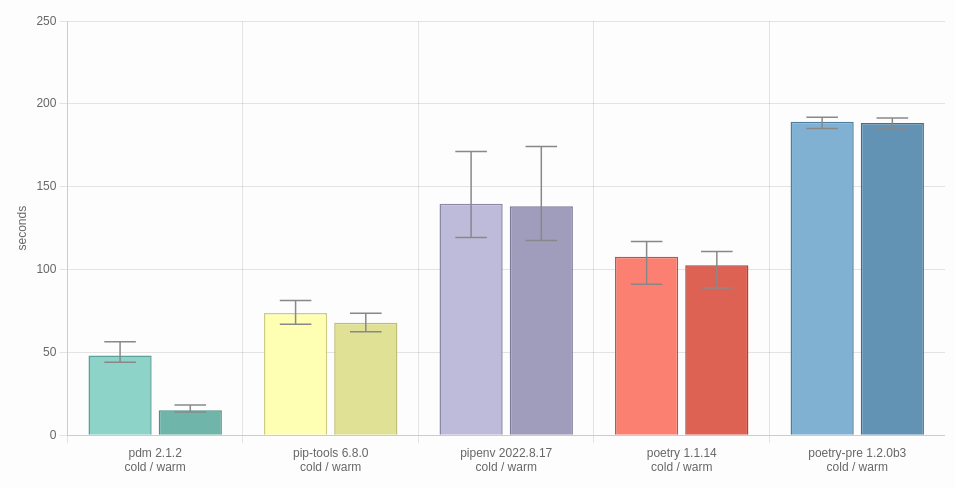 250
200
150
100
50
0
seconds
pdm 2.1.2
cold / warm
pip-tools 6.8.0
cold / warm
pipenv 2022.8.17
cold / warm
poetry 1.1.14
cold / warm
poetry-pre 1.2.0b3
cold / warm